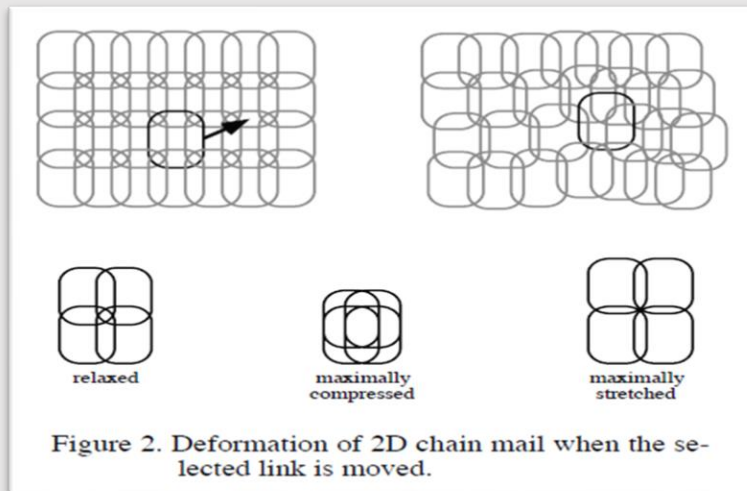 relaxed
maximally
compressed
maximally
stretched
Figure 2. Deformation of 2D chain mail when the se-
lected link is moved.